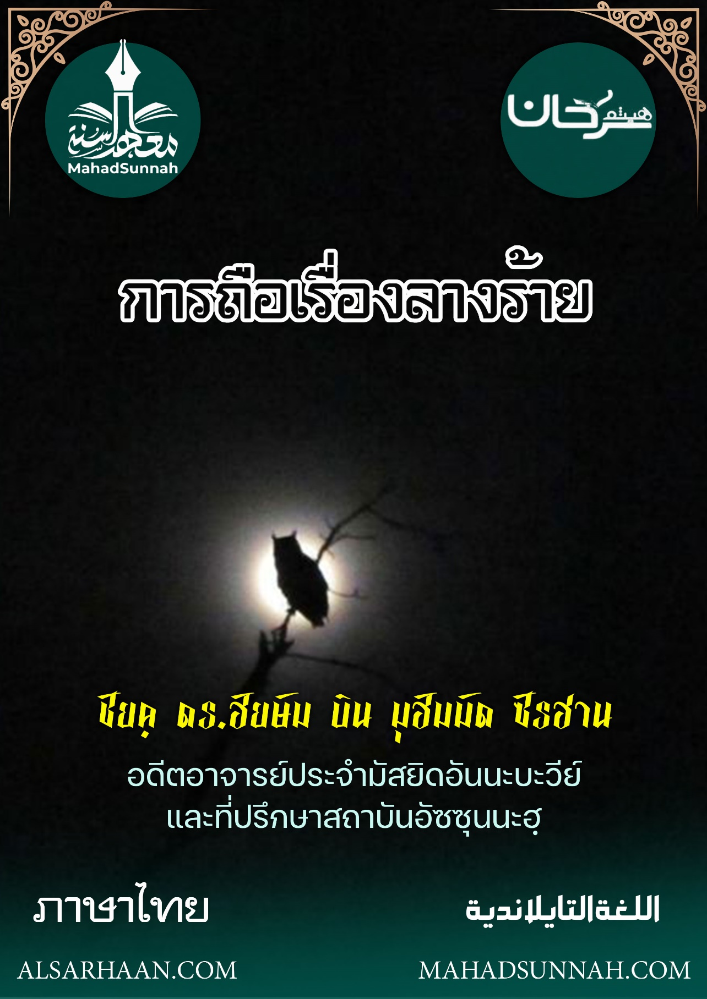 معهد السنة
MahadSunnah
هيثم سرحان
การถือเรื่องลางร้าย
ชัยคฺ ดร.ฮัยษัม บิน มุฮัมมัด ซัรฮาน
อดีตอาจารย์ประจำมัสยิดอันนะบะวีย์
และที่ปรึกษาสถาบันอัซซุนนะฮฺ
ภาษาไทย
اللغة التايلاندية
ALSARHAAN.COM
MAHADSUNNAH.COM